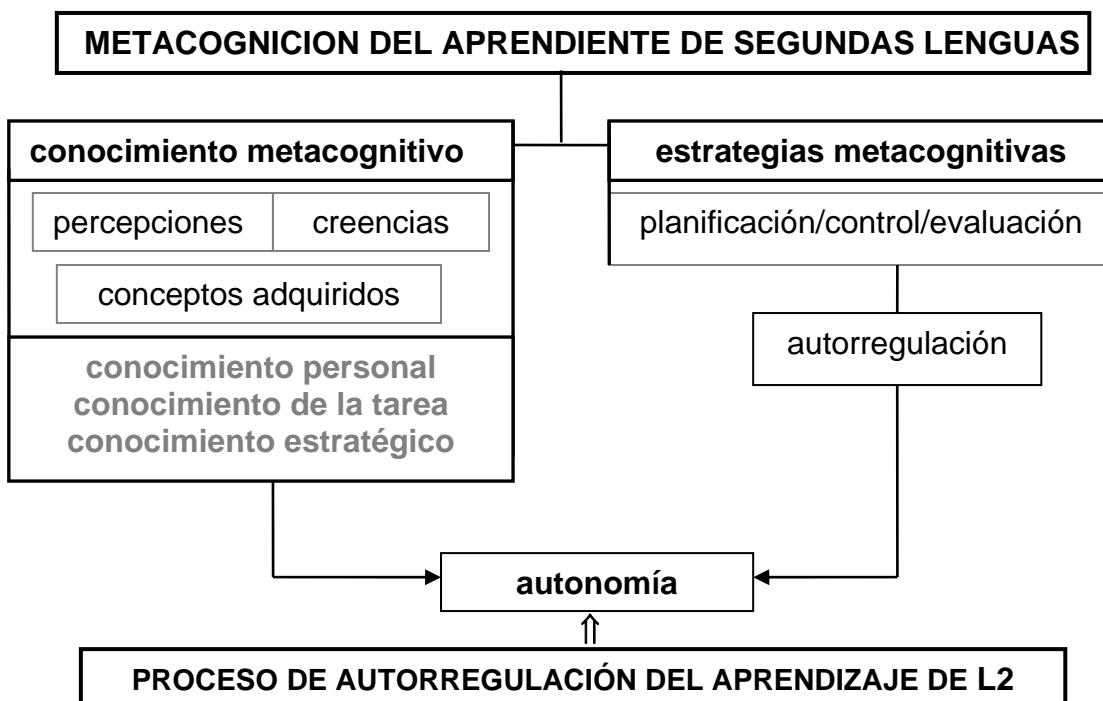 METACOGNICION DEL APRENDIENTE DE SEGUNDAS LENGUAS
conocimiento metacognitivo
percepciones
creencias
conceptos adquiridos
conocimiento personal
conocimiento de la tarea
conocimiento estratégico
estrategias metacognitivas
planificación/control/evaluación
autorregulación
autonomía
⇑
PROCESO DE AUTORREGULACIÓN DEL APRENDIZAJE DE L2